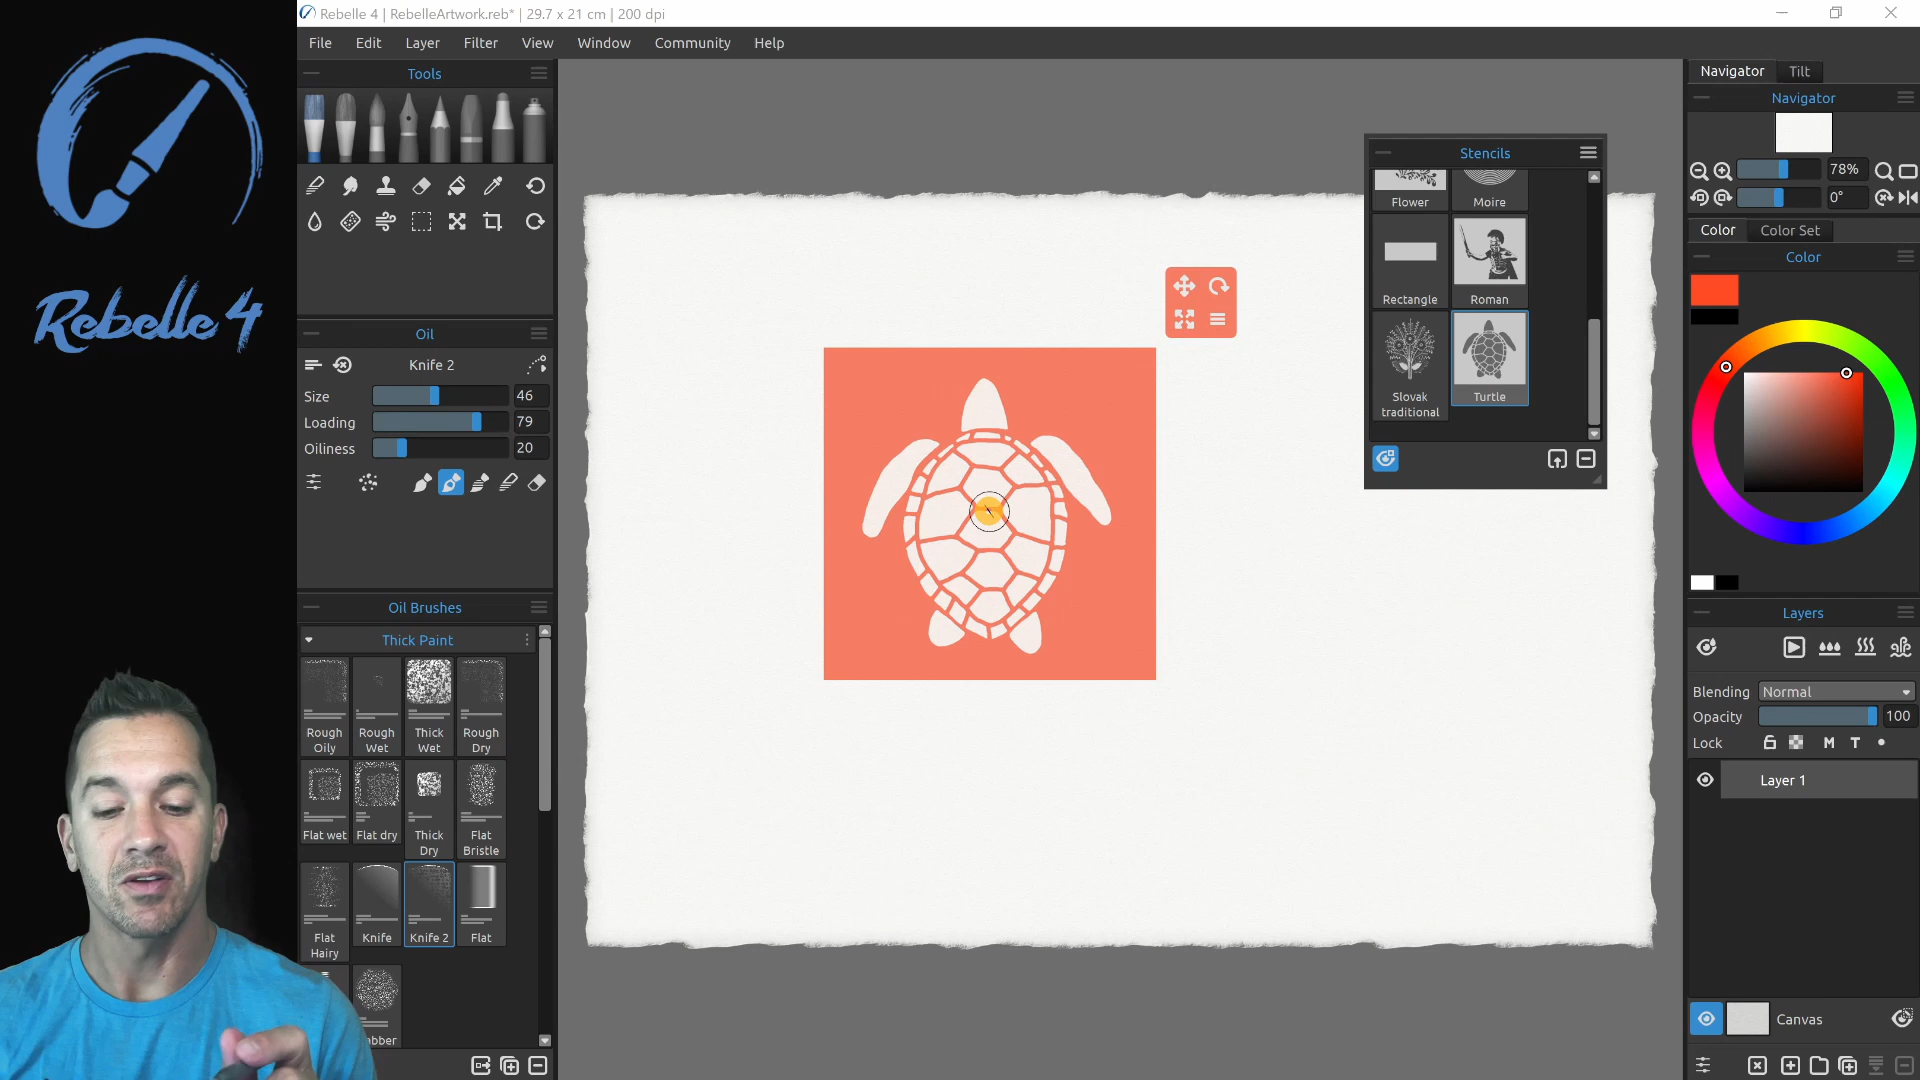 Rebelle 4 | RebelleArtwork.reb* | 29.7 x 21 cm | 200 dpi
File Edit Layer Filter View Window Community Help
Rebelle 4
Tools
Oil
Knife 2
Size 46
Loading 79
Oiliness 20
Oil Brushes
Thick Paint
Rough Oily
Rough Wet
Thick Wet
Rough Dry
Flat wet
Flat dry
Thick Dry
Flat Bristle
Flat Hairy
Knife
Knife 2
Flat
Stencils
Flower
Moire
Rectangle
Roman
Slovak traditional
Turtle
Navigator Tilt
Navigator
78%
0°
Color Color Set
Color
Layers
Blending Normal
Opacity 100
Lock M T
Layer 1
Canvas